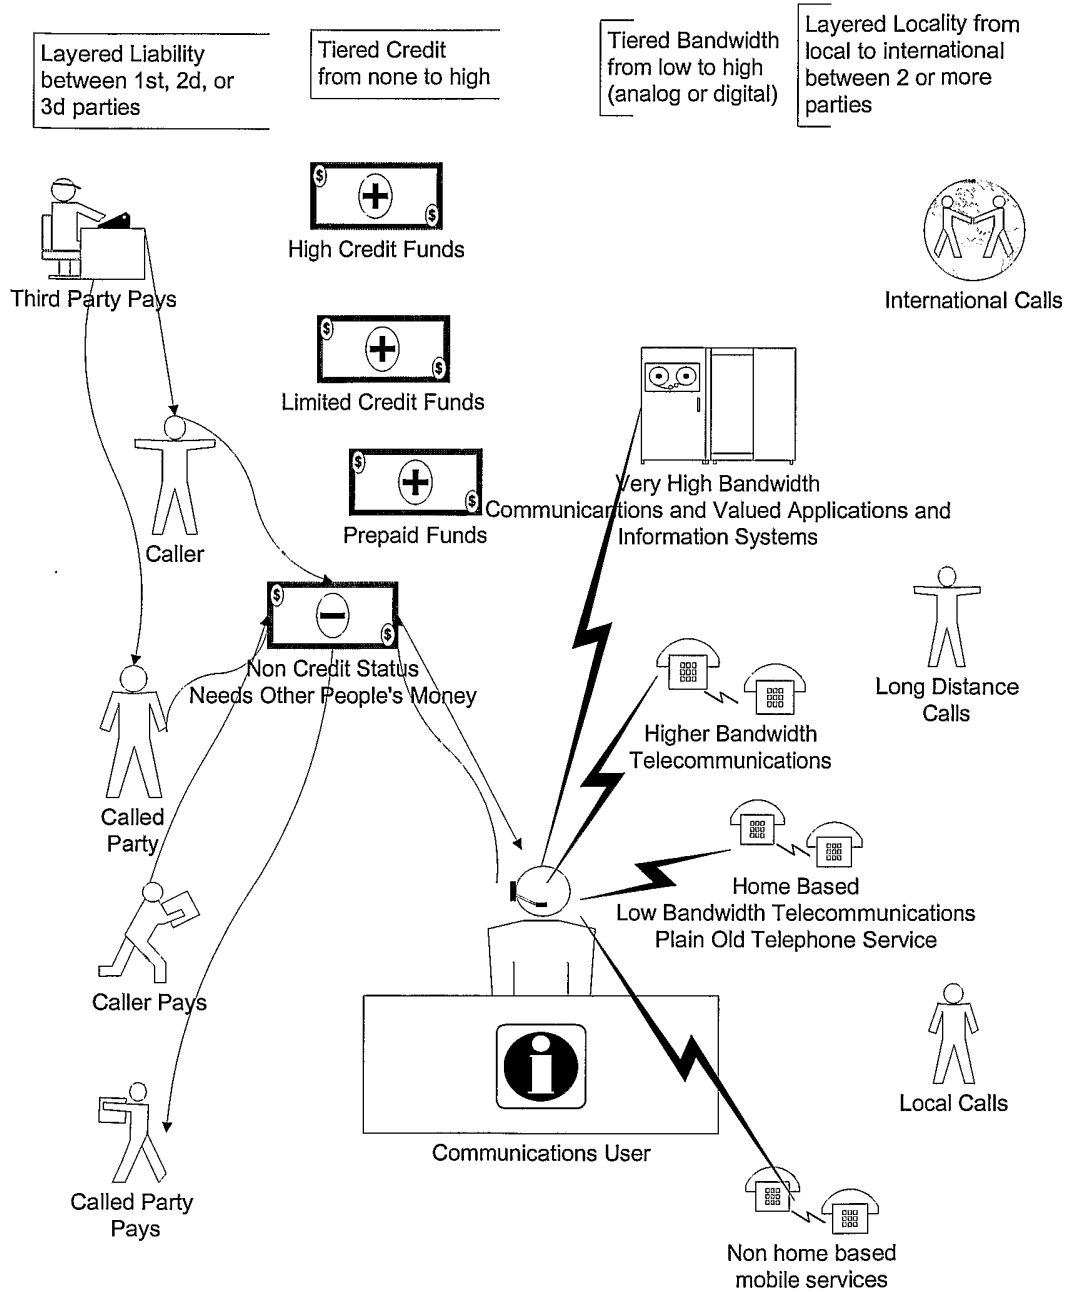 Layered Liability
between 1st, 2d, or
3d parties
Tiered Credit
from none to high
Tiered Bandwidth
from low to high
(analog or digital)
Layered Locality from
local to international
between 2 or more
parties
$
$
High Credit Funds
Third Party Pays
International Calls
$
$
Limited Credit Funds
$
$
Prepaid Funds
Very High Bandwidth
Communicantions and Valued Applications and
Information Systems
Caller
$
$
Non Credit Status
Needs Other People's Money
Long Distance
Calls
Higher Bandwidth
Telecommunications
Called
Party
Home Based
Low Bandwidth Telecommunications
Plain Old Telephone Service
Caller Pays
i
Local Calls
Communications User
Called Party
Pays
Non home based
mobile services